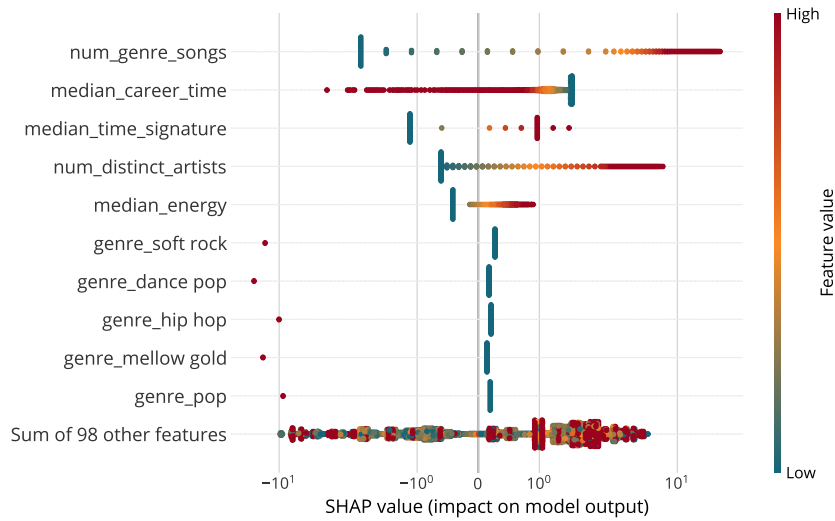 High
num_genre_songs
median_career_time
median_time_signature
num_distinct_artists
median_energy
genre_soft rock
genre_dance pop
genre_hip hop
genre_mellow gold
genre_pop
Sum of 98 other features
Feature value
Low
−10¹ −10⁰ 0 10⁰ 10¹
SHAP value (impact on model output)